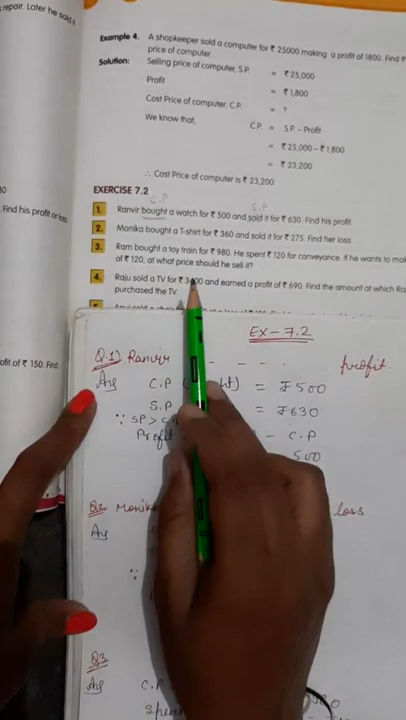 repair. Later he sold it
Example 4. A shopkeeper sold a computer for ₹ 25000 making a profit of 1800. Find
price of computer.
Solution: Selling price of computer, S.P. = ₹ 25,000
Profit = ₹ 1,800
Cost Price of computer, C.P. = ?
We know that, C.P. = S.P – Profit
= ₹ 25,000 – ₹ 1,800
= ₹ 23,200
∴ Cost Price of computer is ₹ 23,200
EXERCISE 7.2
Find his profit or loss
C.P S.P
1. Ranvir bought a watch for ₹ 500 and sold it for ₹ 630. Find his profit.
2. Monika bought a T-shirt for ₹ 360 and sold it for ₹ 275. Find her loss.
3. Ram bought a toy train for ₹ 980. He spent ₹ 120 for conveyance. If he wants to
of ₹ 120, at what price should he sell it?
4. Raju sold a TV for ₹ and earned a profit of ₹ 690. Find the amount at which
purchased the TV.
ofit of ₹ 150. Find
EX – 7.2
Q.1) Ranvir - - - profit.
Ans C.P = ₹500
S.P = ₹630
∵ SP >
Profit – C.P
500
Q2 loss
Ans
∵
Q3
Ans C.P
spent